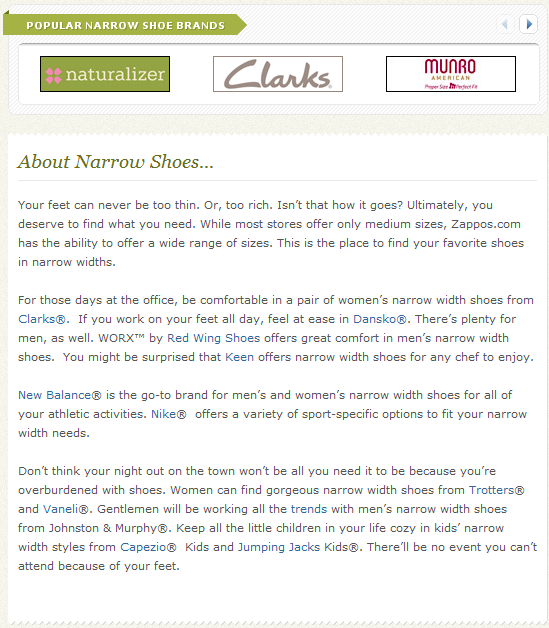 POPULAR NARROW SHOE BRANDS
naturalizer
Clarks®
MUNRO
AMERICAN
Proper Size Perfect Fit
About Narrow Shoes...
Your feet can never be too thin. Or, too rich. Isn't that how it goes? Ultimately, you
deserve to find what you need. While most stores offer only medium sizes, Zappos.com
has the ability to offer a wide range of sizes. This is the place to find your favorite shoes
in narrow widths.
For those days at the office, be comfortable in a pair of women's narrow width shoes from
Clarks®.  If you work on your feet all day, feel at ease in Dansko®. There's plenty for
men, as well. WORX™ by Red Wing Shoes offers great comfort in men's narrow width
shoes.  You might be surprised that Keen offers narrow width shoes for any chef to enjoy.
New Balance® is the go-to brand for men's and women's narrow width shoes for all of
your athletic activities. Nike®  offers a variety of sport-specific options to fit your narrow
width needs.
Don't think your night out on the town won't be all you need it to be because you're
overburdened with shoes. Women can find gorgeous narrow width shoes from Trotters®
and Vaneli®. Gentlemen will be working all the trends with men's narrow width shoes
from Johnston & Murphy®. Keep all the little children in your life cozy in kids' narrow
width styles from Capezio®  Kids and Jumping Jacks Kids®. There'll be no event you can't
attend because of your feet.